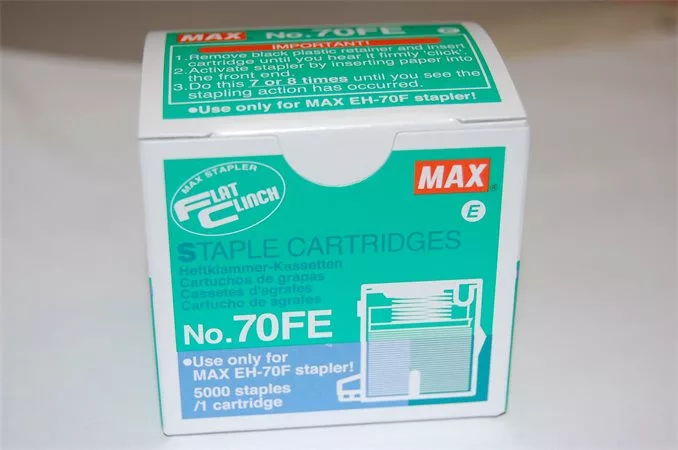 MAX No.70FE E
IMPORTANT!
1.Remove black plastic retainer and insert
cartridge until you hear it firmly 'click'.
2.Activate stapler by inserting paper into
the front end.
3.Do this 7 or 8 times until you see the
stapling action has occurred.
●Use only for MAX EH-70F stapler!
MAX STAPLER
FLAT
CLINCH
MAX®
E
STAPLE CARTRIDGES
Heftklammer-Kassetten
Cartuchos de grapas
Cassettes d'agrafes
Cartucho de agrafes
No.70FE
●Use only for
MAX EH-70F stapler!
5000 staples
/1 cartridge